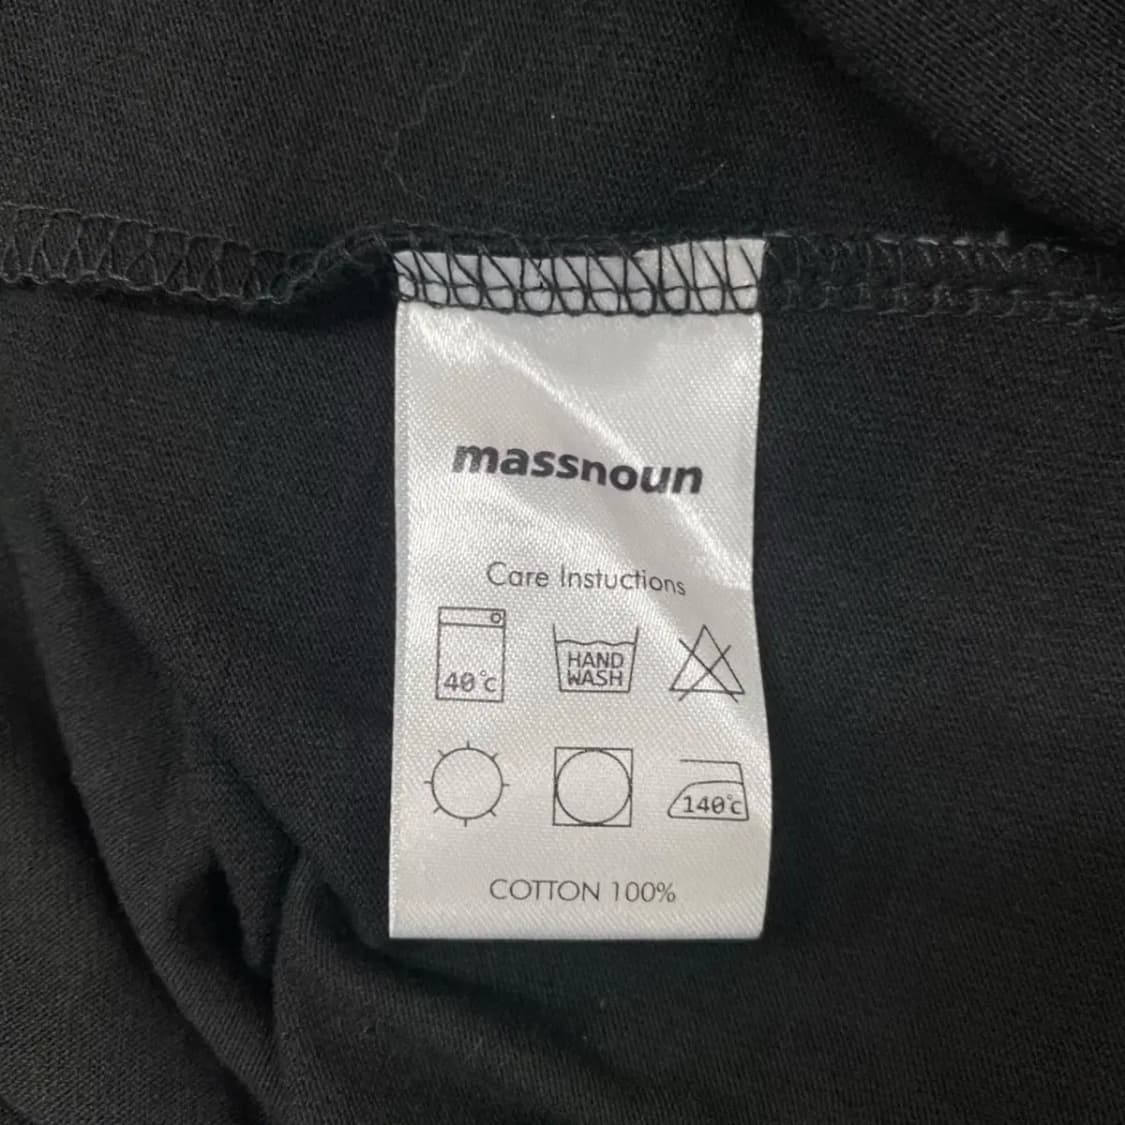 massnoun
Care Instuctions
40°c
HAND
WASH
140°c
COTTON 100%